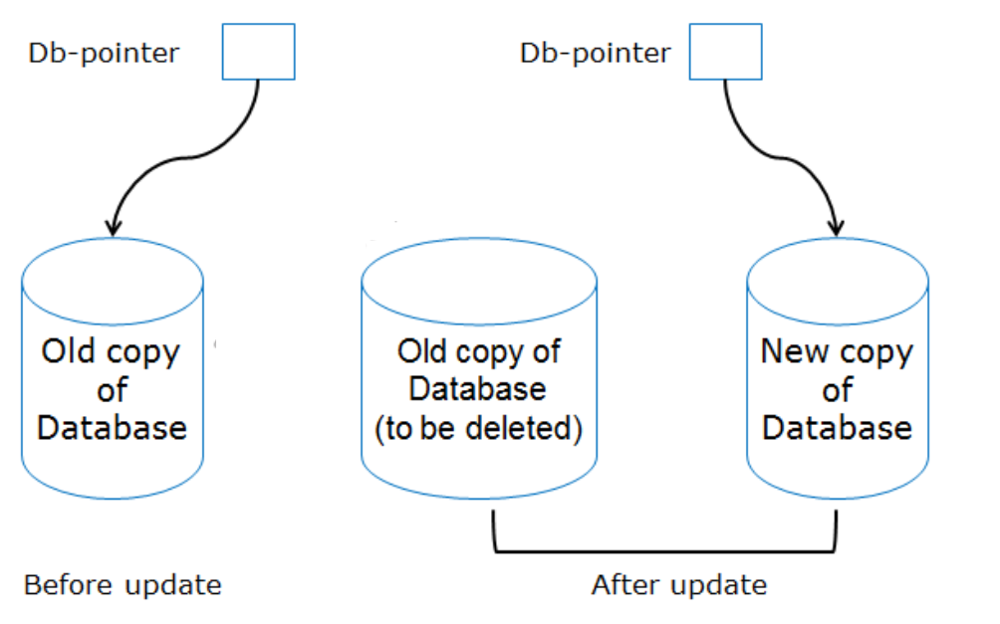 Db-pointer
Db-pointer
Old copy
of
Database
Old copy of
Database
(to be deleted)
New copy
of
Database
Before update
After update